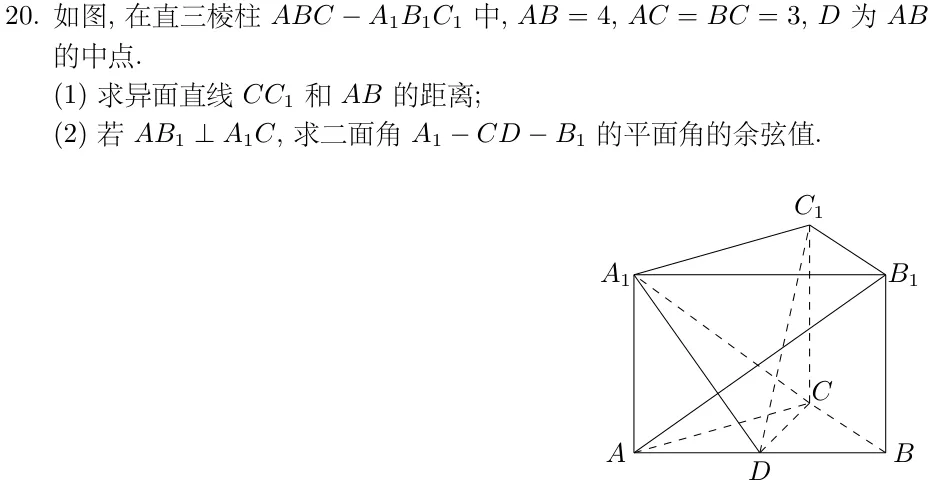 20. 如图, 在直三棱柱 ABC − A₁B₁C₁ 中, AB = 4, AC = BC = 3, D 为 AB
的中点.
(1) 求异面直线 CC₁ 和 AB 的距离;
(2) 若 AB₁ ⊥ A₁C, 求二面角 A₁ − CD − B₁ 的平面角的余弦值.
C₁
A₁
B₁
C
A
B
D